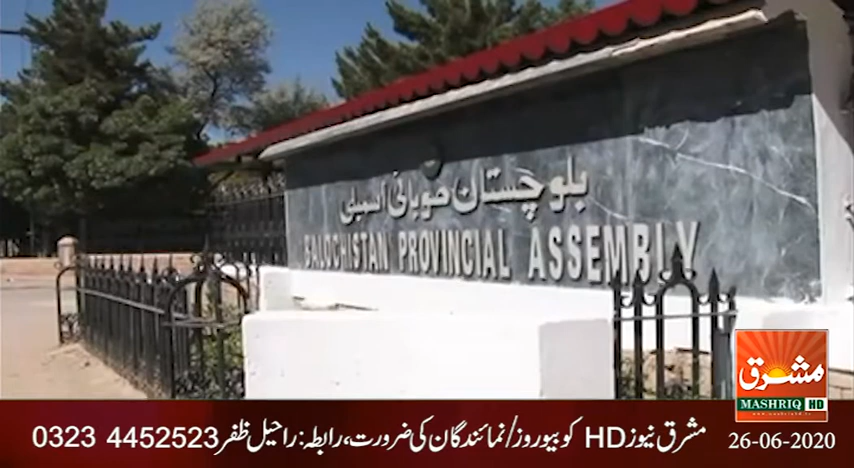 بلوچستان صوبائی اسمبلی
BALOCHISTAN PROVINCIAL ASSEMBLY
مشرق
MASHRIQ HD
مشرق نیوز HD کو بیوروز/نمائندگان کی ضرورت، رابطہ: راحیل ظفر 4452523 0323
26-06-2020